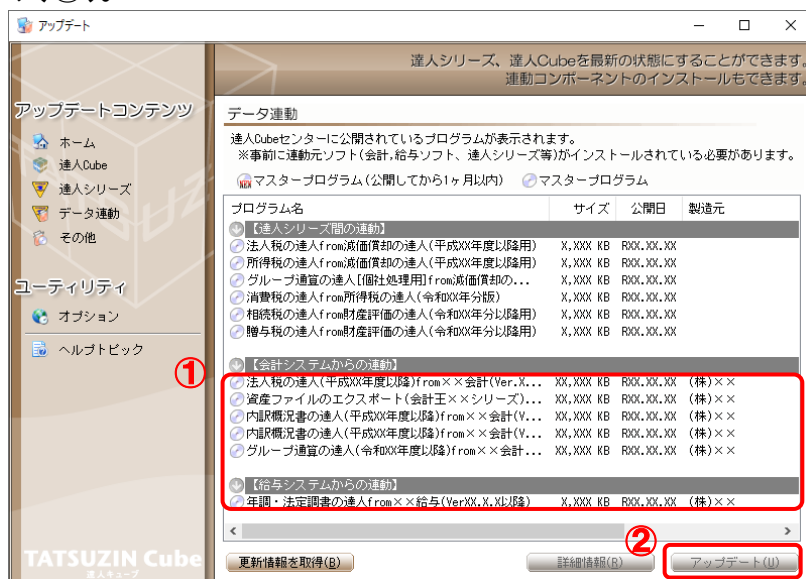 アップデート
達人シリーズ、達人Cubeを最新の状態にすることができます。
連動コンポーネントのインストールもできます。
アップデートコンテンツ
ホーム
達人Cube
達人シリーズ
データ連動
その他
ユーティリティ
オプション
ヘルプトピック
データ連動
達人Cubeセンターに公開されているプログラムが表示されます。
※事前に連動元ソフト(会計,給与ソフト、達人シリーズ等)がインストールされている必要があります。
マスタープログラム(公開してから1ヶ月以内) マスタープログラム
プログラム名 サイズ 公開日 製造元
【達人シリーズ間の連動】
法人税の達人from減価償却の達人(平成XX年度以降用) X,XXX KB RXX.XX.XX
所得税の達人from減価償却の達人(平成XX年度以降用) X,XXX KB RXX.XX.XX
グループ通算の達人[個社処理用]from減価償却の... X,XXX KB RXX.XX.XX
消費税の達人from所得税の達人(令和XX年分版) X,XXX KB RXX.XX.XX
相続税の達人from財産評価の達人(令和XX年分以降用) X,XXX KB RXX.XX.XX
贈与税の達人from財産評価の達人(令和XX年分以降用) X,XXX KB RXX.XX.XX
①
【会計システムからの連動】
法人税の達人(平成XX年度以降)from××会計(Ver.X... XX,XXX KB RXX.XX.XX (株)××
資産ファイルのエクスポート(会計王××シリーズ)... XX,XXX KB RXX.XX.XX (株)××
内訳概況書の達人(平成XX年度以降)from××会計(V... XX,XXX KB RXX.XX.XX (株)××
内訳概況書の達人(平成XX年度以降)from××会計(V... XX,XXX KB RXX.XX.XX (株)××
グループ通算の達人(令和XX年度以降)from××会計... XX,XXX KB RXX.XX.XX (株)××
【給与システムからの連動】
年調・法定調書の達人from××給与(VerXX.X.X以降) X,XXX KB RXX.XX.XX (株)××
②
更新情報を取得(B) 詳細情報(R) アップデート(U)
TATSUZIN Cube
達人キューブ